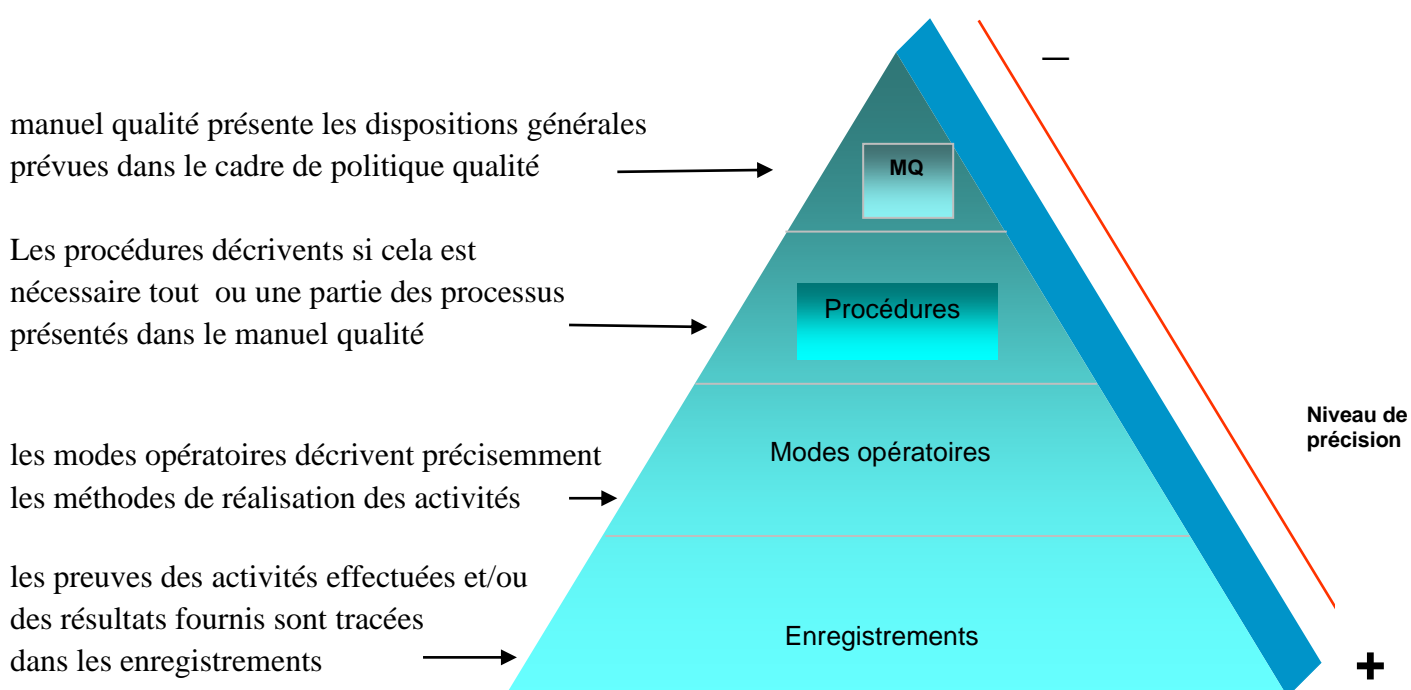 —
manuel qualité présente les dispositions générales
prévues dans le cadre de politique qualité
MQ
Les procédures décrivents si cela est
nécessaire tout ou une partie des processus
présentés dans le manuel qualité
Procédures
Niveau de
précision
les modes opératoires décrivent précisemment
les méthodes de réalisation des activités
Modes opératoires
les preuves des activités effectuées et/ou
des résultats fournis sont tracées
dans les enregistrements
Enregistrements
+